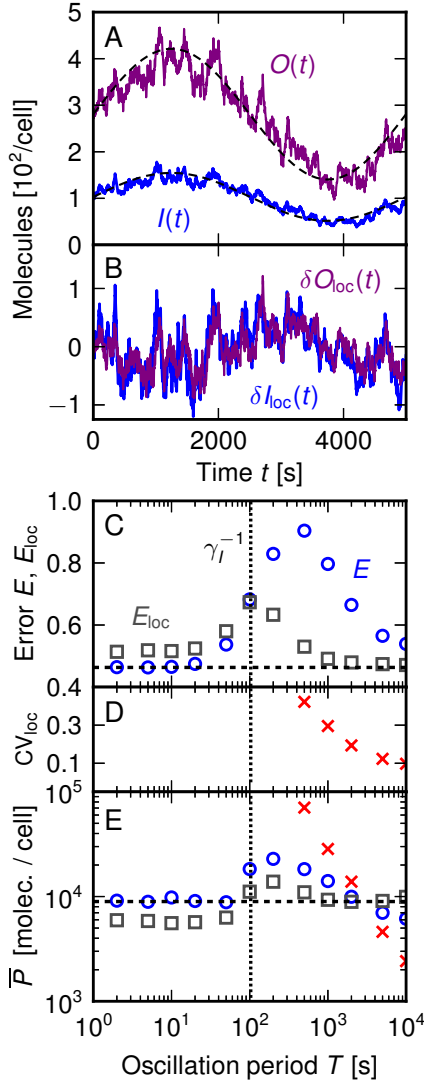 A
5
4
3
2
1
0
O(t)
I(t)
Molecules [10²/cell]
B
1
0
−1
δO_loc(t)
δI_loc(t)
0 2000 4000
Time t [s]
C
1.0
0.8
0.6
0.4
γ_I⁻¹
E
E_loc
Error E, E_loc
D
0.3
0.1
CV_loc
E
10⁵
10⁴
10³
P̅ [molec. / cell]
10⁰ 10¹ 10² 10³ 10⁴
Oscillation period T [s]